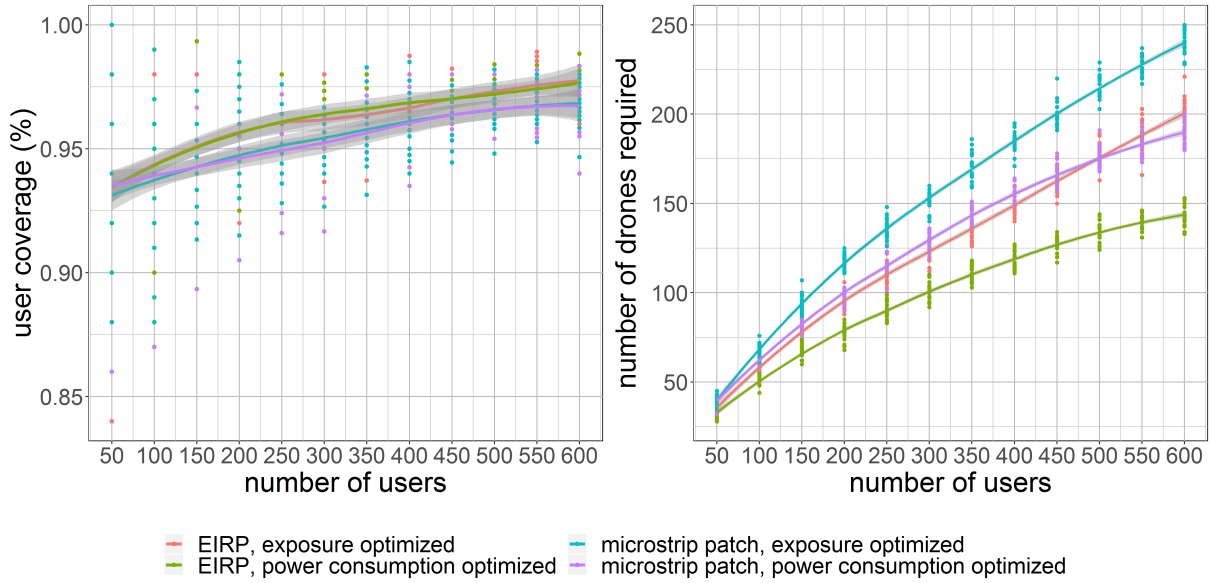 1.00
0.95
0.90
0.85
user coverage (%)
50 100 150 200 250 300 350 400 450 500 550 600
number of users
250
200
150
100
50
number of drones required
50 100 150 200 250 300 350 400 450 500 550 600
number of users
EIRP, exposure optimized
EIRP, power consumption optimized
microstrip patch, exposure optimized
microstrip patch, power consumption optimized